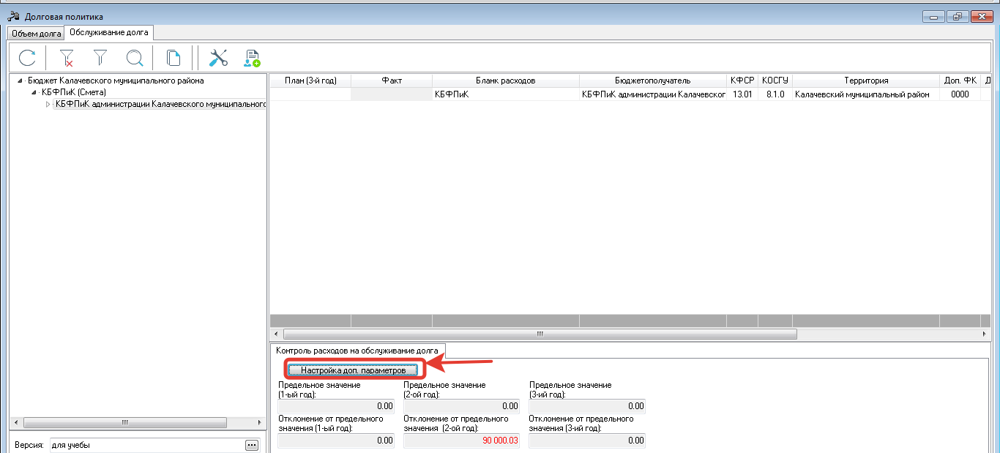 Долговая политика
Объем долга Обслуживание долга
Бюджет Калачевского муниципального района
КБФПиК (Смета)
КБФПиК администрации Калачевского муниципального
План (3-й год) Факт Бланк расходов Бюджетополучатель КФСР КОСГУ Территория Доп. ФК Д
КБФПиК КБФПиК администрации Калачевског 13.01 8.1.0 Калачевский муниципальный район 0000
Контроль расходов на обслуживание долга
Настройка доп. параметров
Предельное значение (1-ый год): 0.00
Предельное значение (2-ой год): 0.00
Предельное значение (3-ий год): 0.00
Отклонение от предельного значения (1-ый год): 0.00
Отклонение от предельного значения (2-ой год): 90 000.03
Отклонение от предельного значения (3-ий год): 0.00
Версия: для учебы ...